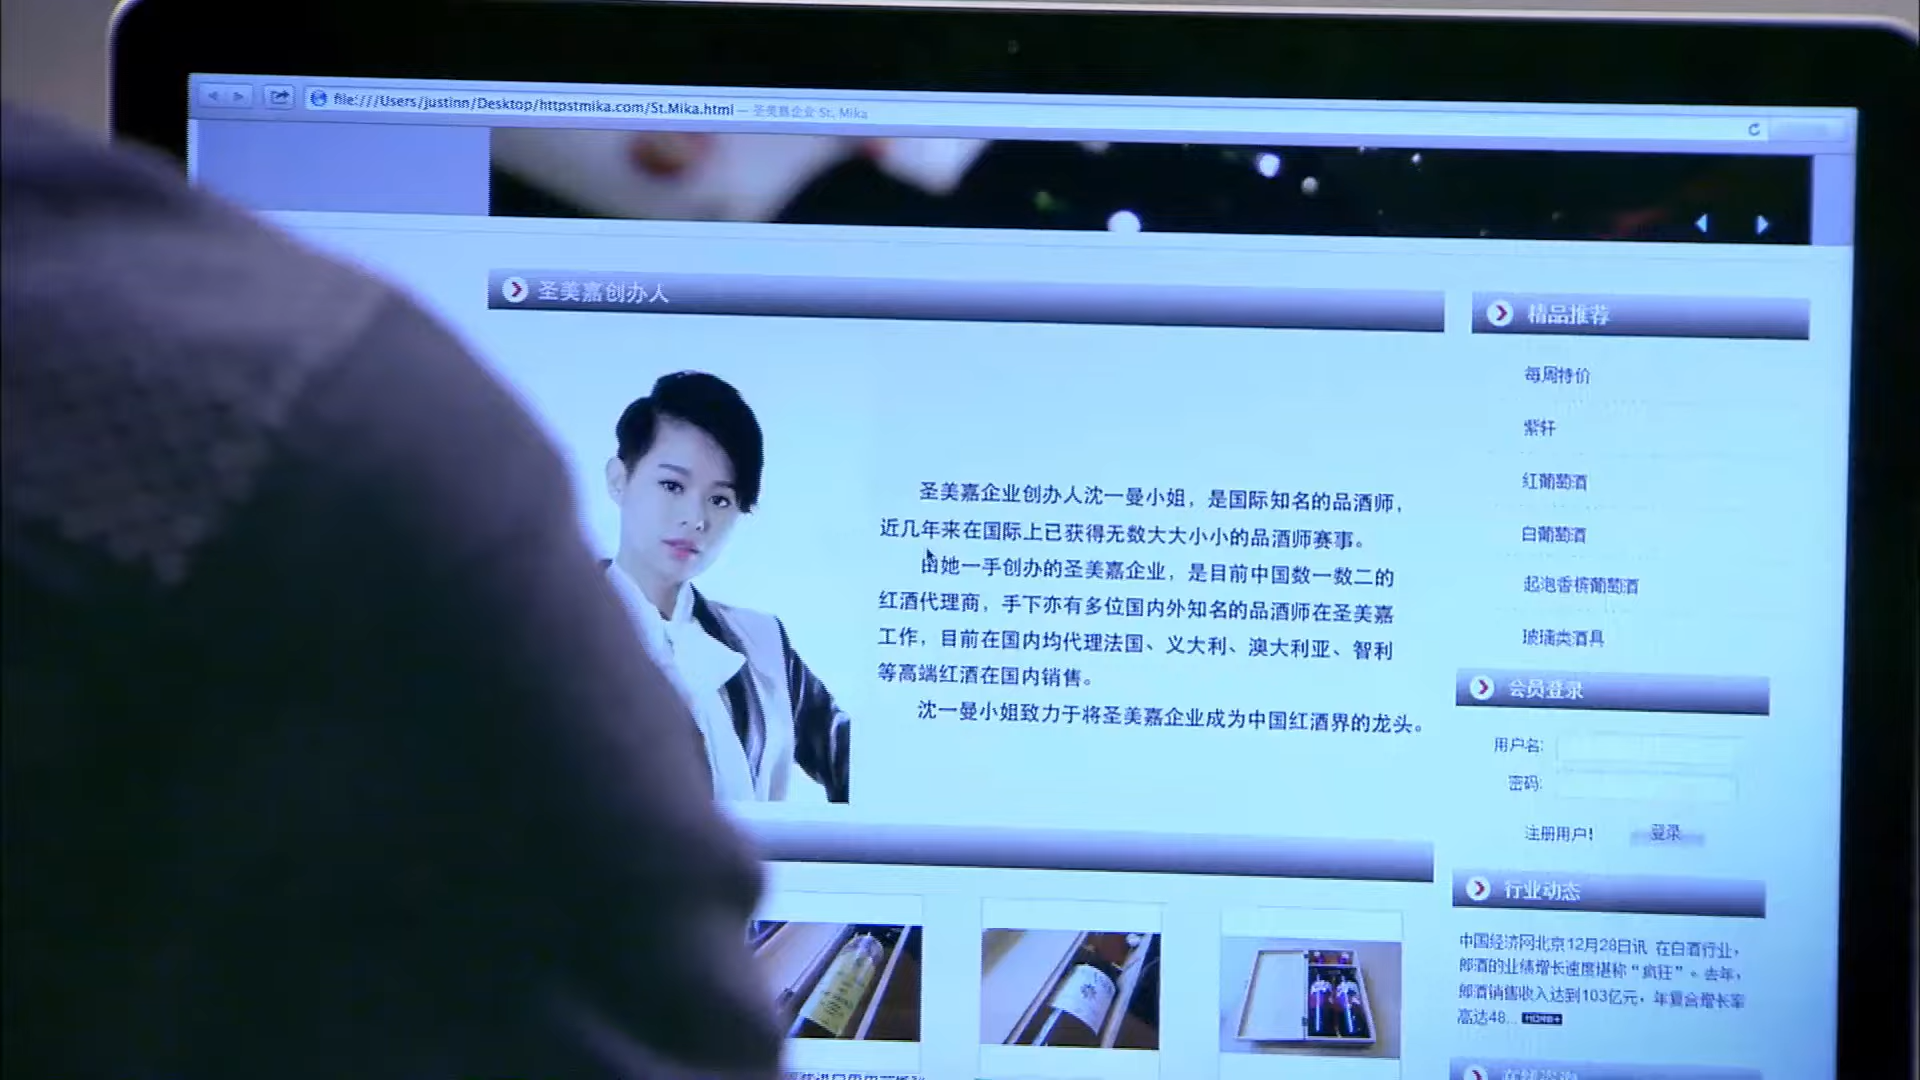 file:///Users/justinn/Desktop/httpstmika.com/St.Mika.html — 圣美嘉企业 St. Mika
圣美嘉创办人
圣美嘉企业创办人沈一曼小姐，是国际知名的品酒师，
近几年来在国际上已获得无数大大小小的品酒师赛事。
由她一手创办的圣美嘉企业，是目前中国数一数二的
红酒代理商，手下亦有多位国内外知名的品酒师在圣美嘉
工作，目前在国内均代理法国、义大利、澳大利亚、智利
等高端红酒在国内销售。
沈一曼小姐致力于将圣美嘉企业成为中国红酒界的龙头。
精品推荐
每周特价
紫轩
红葡萄酒
白葡萄酒
起泡香槟葡萄酒
玻璃类酒具
会员登录
用户名:
密码:
注册用户! 登录
行业动态
中国经济网北京12月28日讯 在白酒行业，
郎酒的业绩增长速度堪称“疯狂”。去年，
郎酒销售收入达到103亿元，年复合增长率
高达48... MORE+